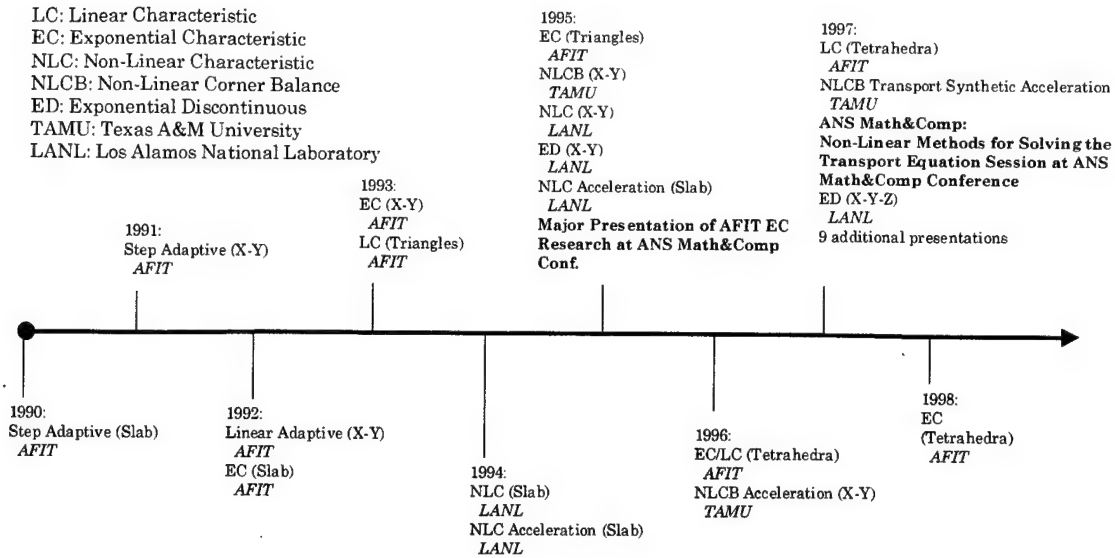 LC: Linear Characteristic
EC: Exponential Characteristic
NLC: Non-Linear Characteristic
NLCB: Non-Linear Corner Balance
ED: Exponential Discontinuous
TAMU: Texas A&M University
LANL: Los Alamos National Laboratory
1990:
Step Adaptive (Slab)
AFIT
1991:
Step Adaptive (X-Y)
AFIT
1992:
Linear Adaptive (X-Y)
AFIT
EC (Slab)
AFIT
1993:
EC (X-Y)
AFIT
LC (Triangles)
AFIT
1994:
NLC (Slab)
LANL
NLC Acceleration (Slab)
LANL
1995:
EC (Triangles)
AFIT
NLCB (X-Y)
TAMU
NLC (X-Y)
LANL
ED (X-Y)
LANL
NLC Acceleration (Slab)
LANL
Major Presentation of AFIT EC
Research at ANS Math&Comp
Conf.
1996:
EC/LC (Tetrahedra)
AFIT
NLCB Acceleration (X-Y)
TAMU
1997:
LC (Tetrahedra)
AFIT
NLCB Transport Synthetic Acceleration
TAMU
ANS Math&Comp:
Non-Linear Methods for Solving the
Transport Equation Session at ANS
Math&Comp Conference
ED (X-Y-Z)
LANL
9 additional presentations
1998:
EC
(Tetrahedra)
AFIT